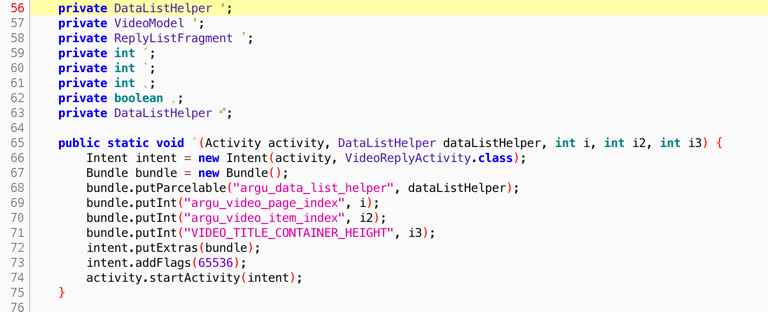 56 private DataListHelper ʻ;
57 private VideoModel ʼ;
58 private ReplyListFragment ʽ;
59 private int ʾ;
60 private int ʿ;
61 private int ˎ;
62 private boolean ˏ;
63 private DataListHelper ;
64
65 public static void ˊ(Activity activity, DataListHelper dataListHelper, int i, int i2, int i3) {
66 Intent intent = new Intent(activity, VideoReplyActivity.class);
67 Bundle bundle = new Bundle();
68 bundle.putParcelable("argu_data_list_helper", dataListHelper);
69 bundle.putInt("argu_video_page_index", i);
70 bundle.putInt("argu_video_item_index", i2);
71 bundle.putInt("VIDEO_TITLE_CONTAINER_HEIGHT", i3);
72 intent.putExtras(bundle);
73 intent.addFlags(65536);
74 activity.startActivity(intent);
75 }
76